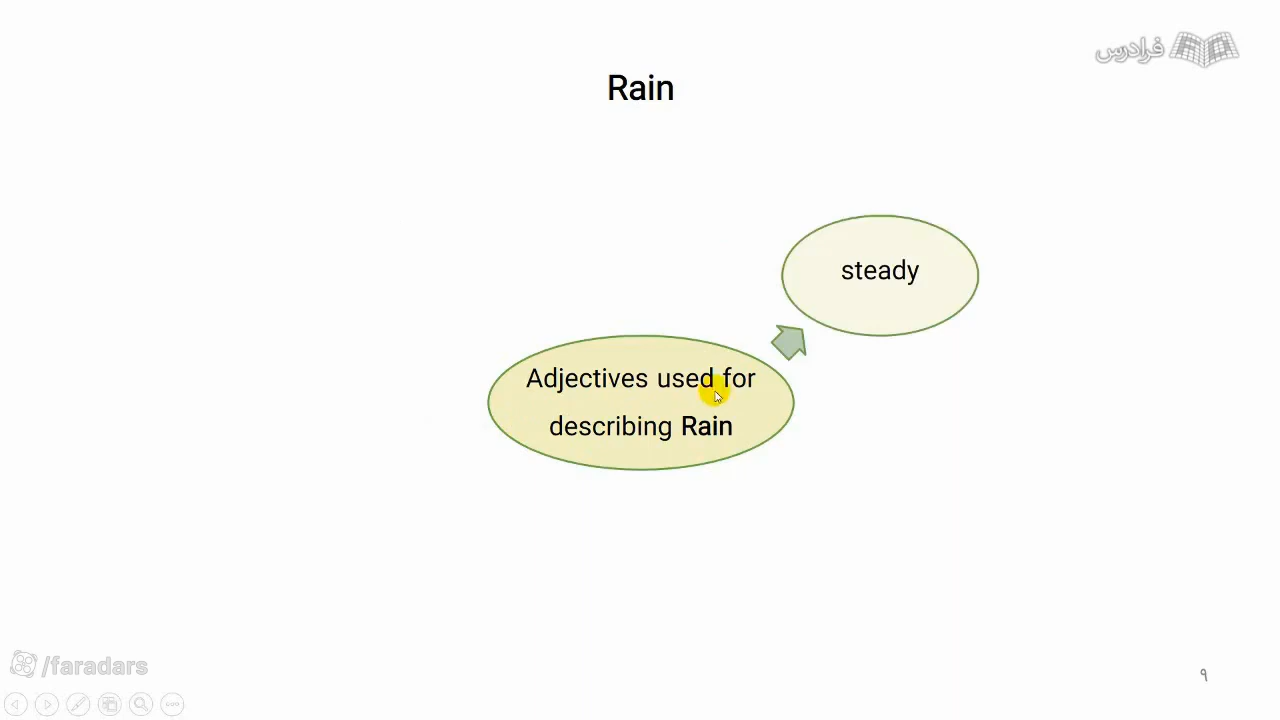 فرادرس
Rain
steady
Adjectives used for
describing Rain
/faradars
۹